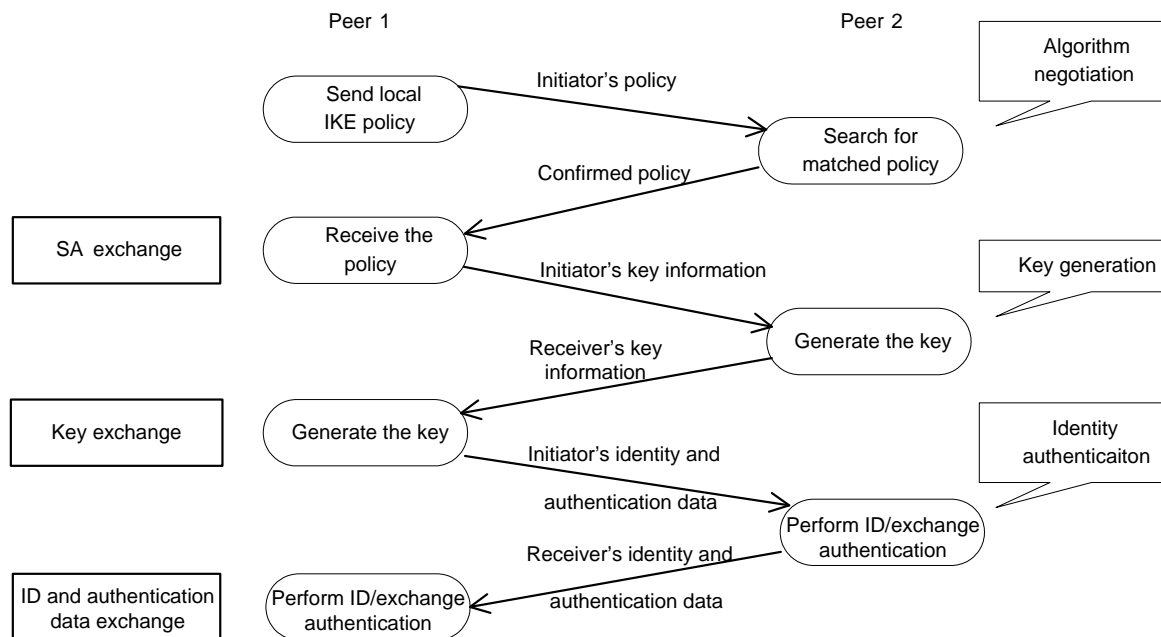 Peer 1
Peer 2
Algorithm
negotiation
Send local
IKE policy
Initiator’s policy
Search for
matched policy
Confirmed policy
SA exchange
Receive the
policy
Initiator’s key information
Key generation
Generate the key
Receiver’s key
information
Key exchange
Generate the key
Initiator’s identity and
authentication data
Identity
authenticaiton
Perform ID/exchange
authentication
Receiver’s identity and
authentication data
ID and authentication
data exchange
Perform ID/exchange
authentication